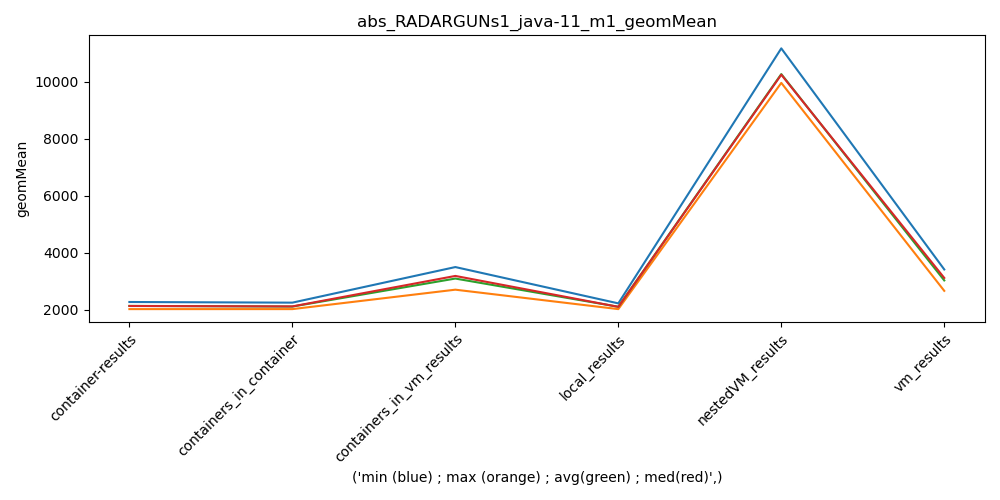 abs_RADARGUNs1_java-11_m1_geomMean
geomMean
10000
8000
6000
4000
2000
container-results
containers_in_container
containers_in_vm_results
local_results
nestedVM_results
vm_results
('min (blue) ; max (orange) ; avg(green) ; med(red)',)